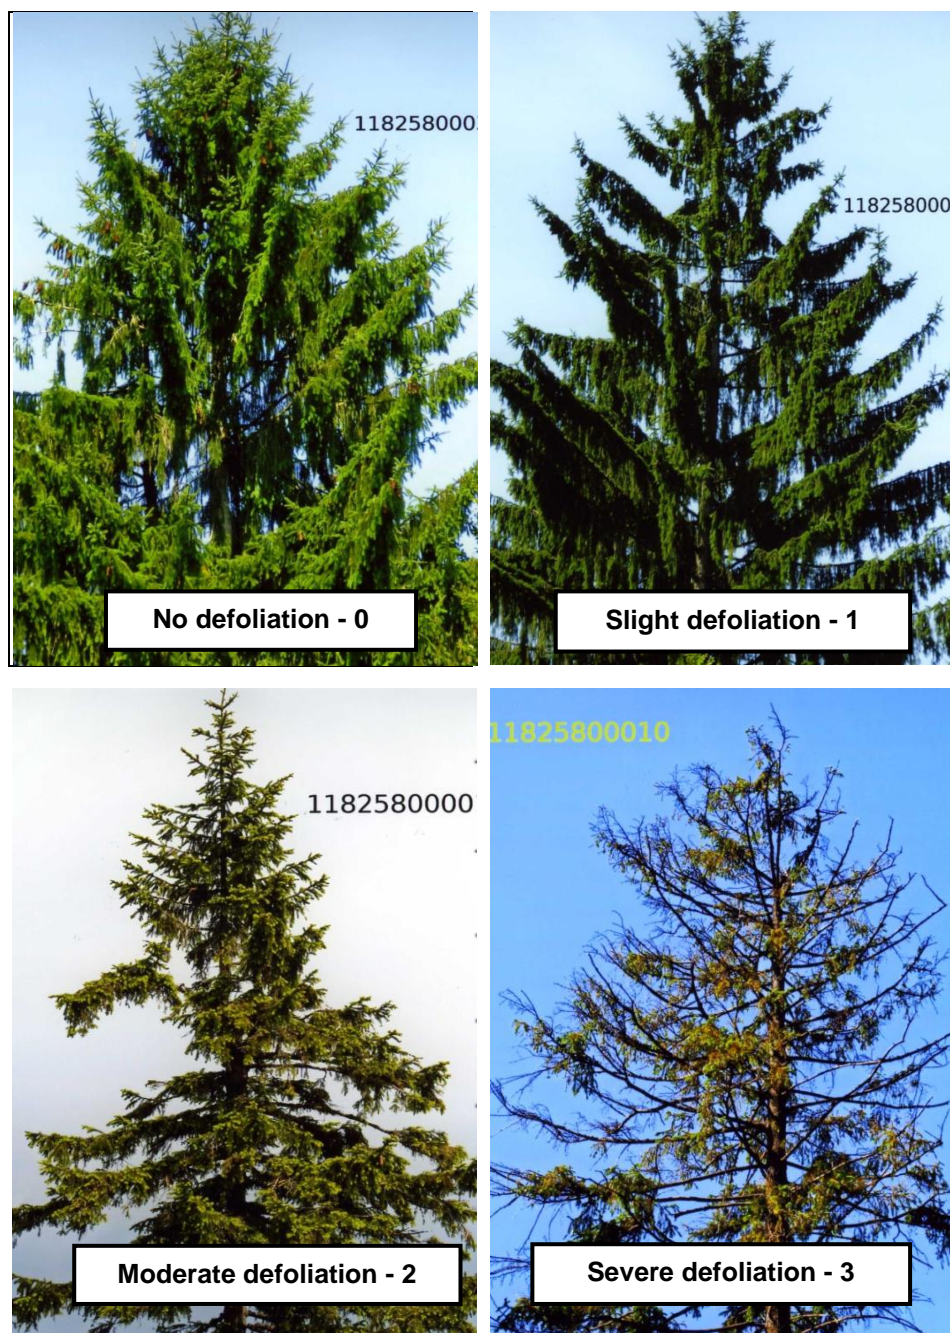 118258000
No defoliation - 0
118258000
Slight defoliation - 1
1182580000
Moderate defoliation - 2
11825800010
Severe defoliation - 3